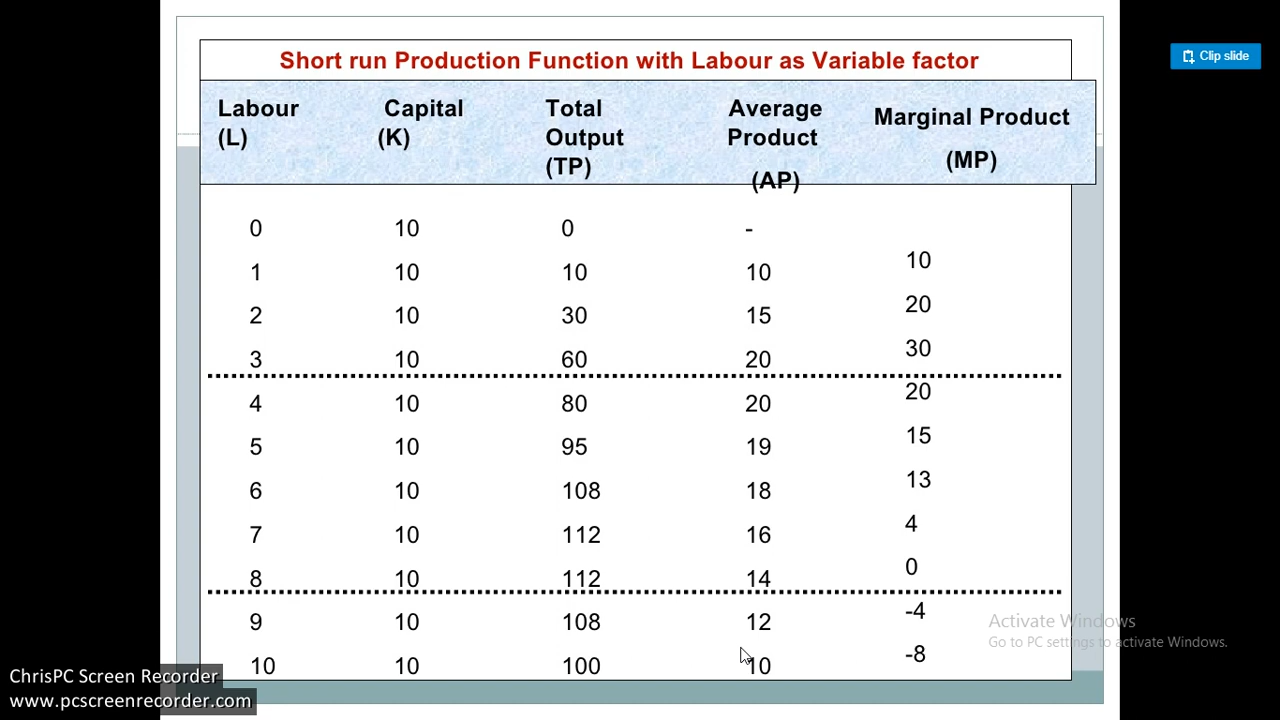 Short run Production Function with Labour as Variable factor
Clip slide
Labour (L) Capital (K) Total Output (TP) Average Product (AP) Marginal Product (MP)
0 10 0 -
1 10 10 10 10
2 10 30 15 20
3 10 60 20 30
4 10 80 20 20
5 10 95 19 15
6 10 108 18 13
7 10 112 16 4
8 10 112 14 0
9 10 108 12 -4
10 10 100 10 -8
Activate Windows
Go to PC settings to activate Windows.
ChrisPC Screen Recorder
www.pcscreenrecorder.com